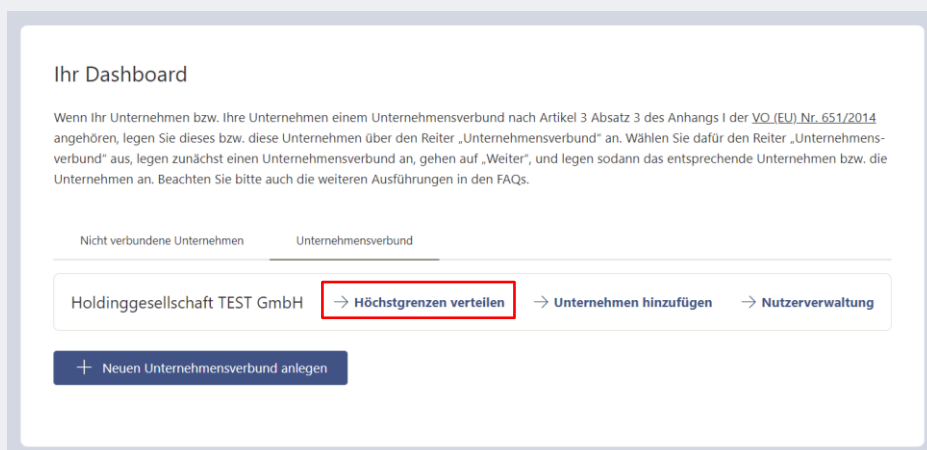 Ihr Dashboard
Wenn Ihr Unternehmen bzw. Ihre Unternehmen einem Unternehmensverbund nach Artikel 3 Absatz 3 des Anhangs I der VO (EU) Nr. 651/2014
angehören, legen Sie dieses bzw. diese Unternehmen über den Reiter „Unternehmensverbund" an. Wählen Sie dafür den Reiter „Unternehmens-
verbund" aus, legen zunächst einen Unternehmensverbund an, gehen auf „Weiter", und legen sodann das entsprechende Unternehmen bzw. die
Unternehmen an. Beachten Sie bitte auch die weiteren Ausführungen in den FAQs.
Nicht verbundene Unternehmen Unternehmensverbund
Holdinggesellschaft TEST GmbH → Höchstgrenzen verteilen → Unternehmen hinzufügen → Nutzerverwaltung
+ Neuen Unternehmensverbund anlegen